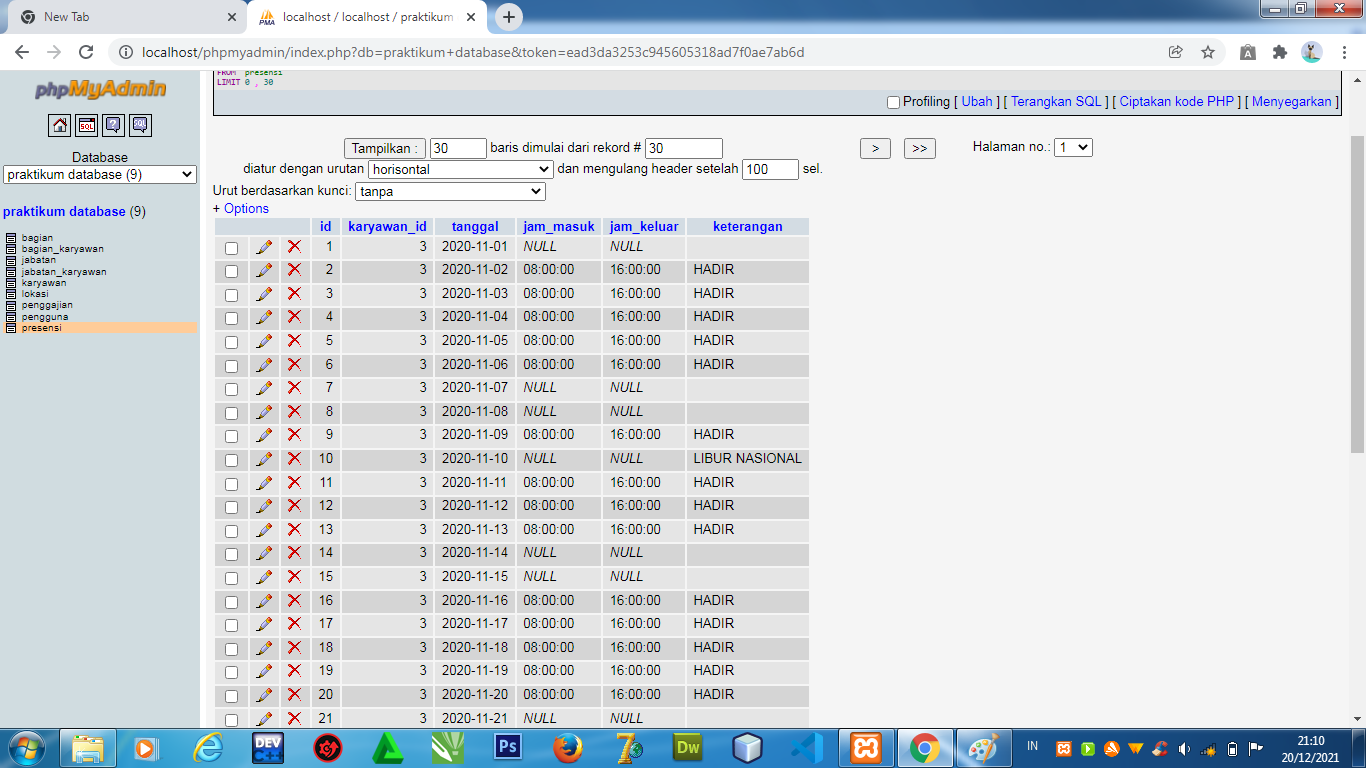 New Tab
localhost / localhost / praktikum
localhost/phpmyadmin/index.php?db=praktikum+database&token=ead3da3253c945605318ad7f0ae7ab6d
phpMyAdmin
Database
praktikum database (9)
praktikum database (9)
bagian
bagian_karyawan
jabatan
jabatan_karyawan
karyawan
lokasi
penggajian
pengguna
presensi
FROM presensi
LIMIT 0 , 30
Profiling [ Ubah ] [ Terangkan SQL ] [ Ciptakan kode PHP ] [ Menyegarkan ]
Tampilkan : 30 baris dimulai dari rekord # 30 > >> Halaman no.: 1
diatur dengan urutan horisontal dan mengulang header setelah 100 sel.
Urut berdasarkan kunci: tanpa
+ Options
id karyawan_id tanggal jam_masuk jam_keluar keterangan
1 3 2020-11-01 NULL NULL
2 3 2020-11-02 08:00:00 16:00:00 HADIR
3 3 2020-11-03 08:00:00 16:00:00 HADIR
4 3 2020-11-04 08:00:00 16:00:00 HADIR
5 3 2020-11-05 08:00:00 16:00:00 HADIR
6 3 2020-11-06 08:00:00 16:00:00 HADIR
7 3 2020-11-07 NULL NULL
8 3 2020-11-08 NULL NULL
9 3 2020-11-09 08:00:00 16:00:00 HADIR
10 3 2020-11-10 NULL NULL LIBUR NASIONAL
11 3 2020-11-11 08:00:00 16:00:00 HADIR
12 3 2020-11-12 08:00:00 16:00:00 HADIR
13 3 2020-11-13 08:00:00 16:00:00 HADIR
14 3 2020-11-14 NULL NULL
15 3 2020-11-15 NULL NULL
16 3 2020-11-16 08:00:00 16:00:00 HADIR
17 3 2020-11-17 08:00:00 16:00:00 HADIR
18 3 2020-11-18 08:00:00 16:00:00 HADIR
19 3 2020-11-19 08:00:00 16:00:00 HADIR
20 3 2020-11-20 08:00:00 16:00:00 HADIR
21 3 2020-11-21 NULL NULL
DEV
Ps
Dw
IN
21:10
20/12/2021